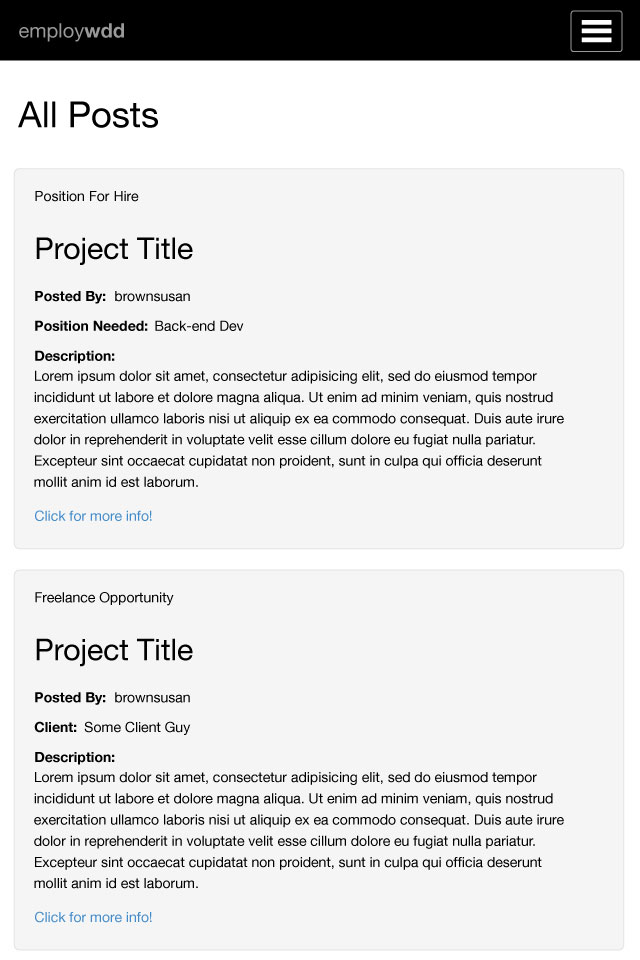 employwdd
All Posts
Position For Hire
Project Title
Posted By: brownsusan
Position Needed: Back-end Dev
Description:
Lorem ipsum dolor sit amet, consectetur adipisicing elit, sed do eiusmod tempor
incididunt ut labore et dolore magna aliqua. Ut enim ad minim veniam, quis nostrud
exercitation ullamco laboris nisi ut aliquip ex ea commodo consequat. Duis aute irure
dolor in reprehenderit in voluptate velit esse cillum dolore eu fugiat nulla pariatur.
Excepteur sint occaecat cupidatat non proident, sunt in culpa qui officia deserunt
mollit anim id est laborum.
Click for more info!
Freelance Opportunity
Project Title
Posted By: brownsusan
Client: Some Client Guy
Description:
Lorem ipsum dolor sit amet, consectetur adipisicing elit, sed do eiusmod tempor
incididunt ut labore et dolore magna aliqua. Ut enim ad minim veniam, quis nostrud
exercitation ullamco laboris nisi ut aliquip ex ea commodo consequat. Duis aute irure
dolor in reprehenderit in voluptate velit esse cillum dolore eu fugiat nulla pariatur.
Excepteur sint occaecat cupidatat non proident, sunt in culpa qui officia deserunt
mollit anim id est laborum.
Click for more info!